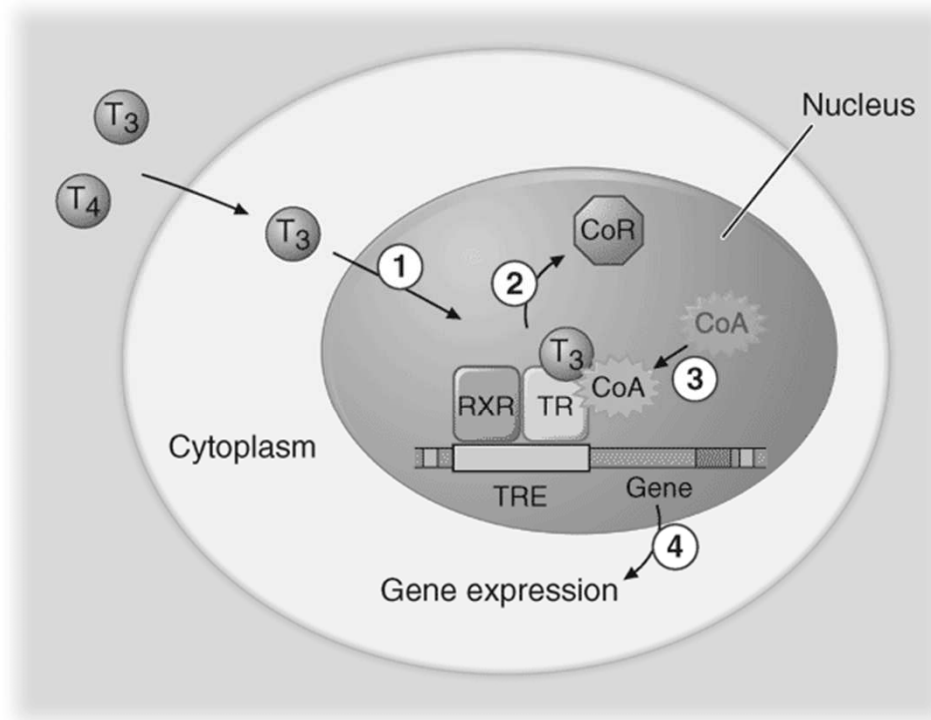 T3
Nucleus
T4
T3
CoR
1
2
CoA
T3
CoA
3
RXR
TR
Cytoplasm
TRE
Gene
4
Gene expression